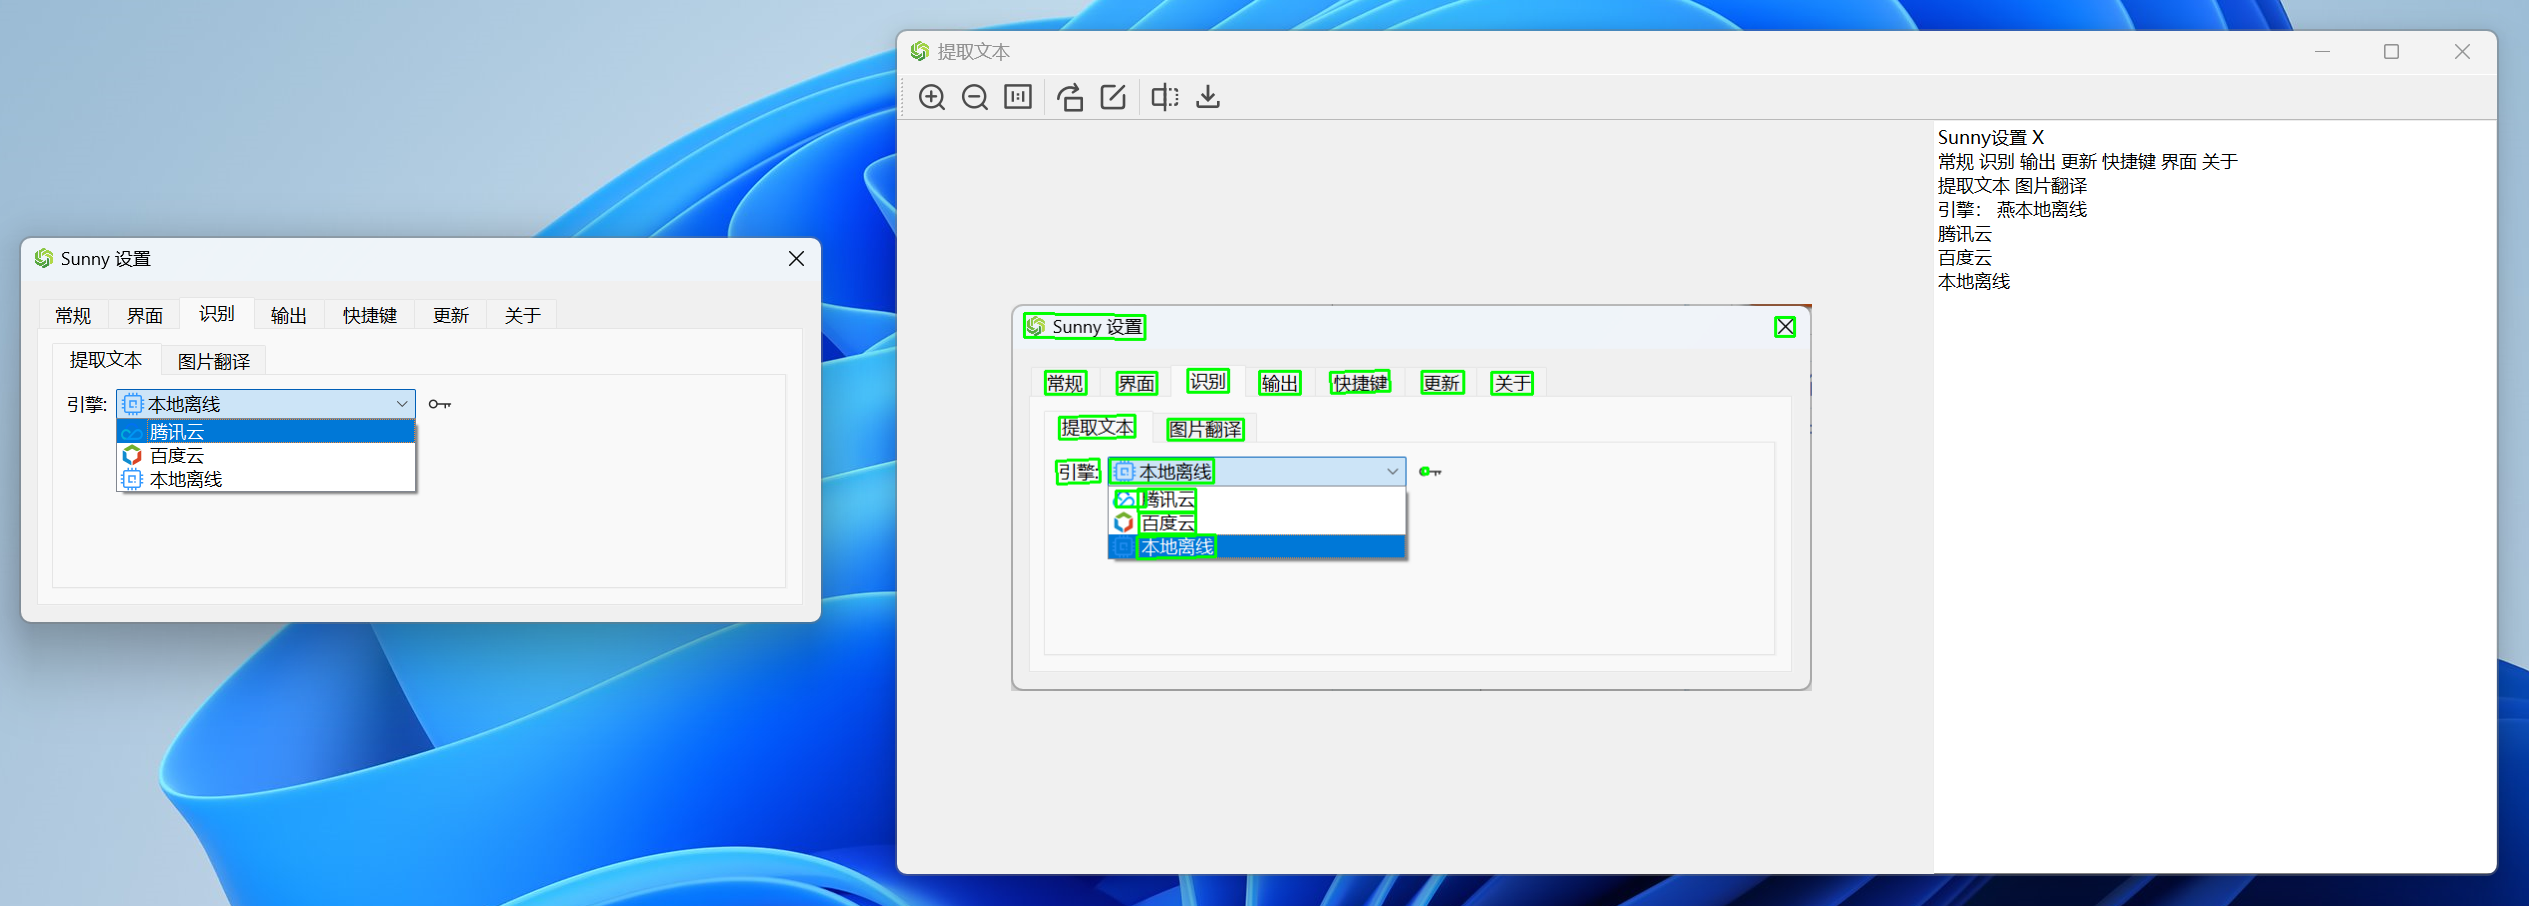 Sunny 设置
常规 界面 识别 输出 快捷键 更新 关于
提取文本 图片翻译
引擎: 本地离线
腾讯云
百度云
本地离线
提取文本
Sunny 设置
常规 界面 识别 输出 快捷键 更新 关于
提取文本 图片翻译
引擎: 本地离线
腾讯云
百度云
本地离线
Sunny设置 X
常规 识别 输出 更新 快捷键 界面 关于
提取文本 图片翻译
引擎： 燕本地离线
腾讯云
百度云
本地离线